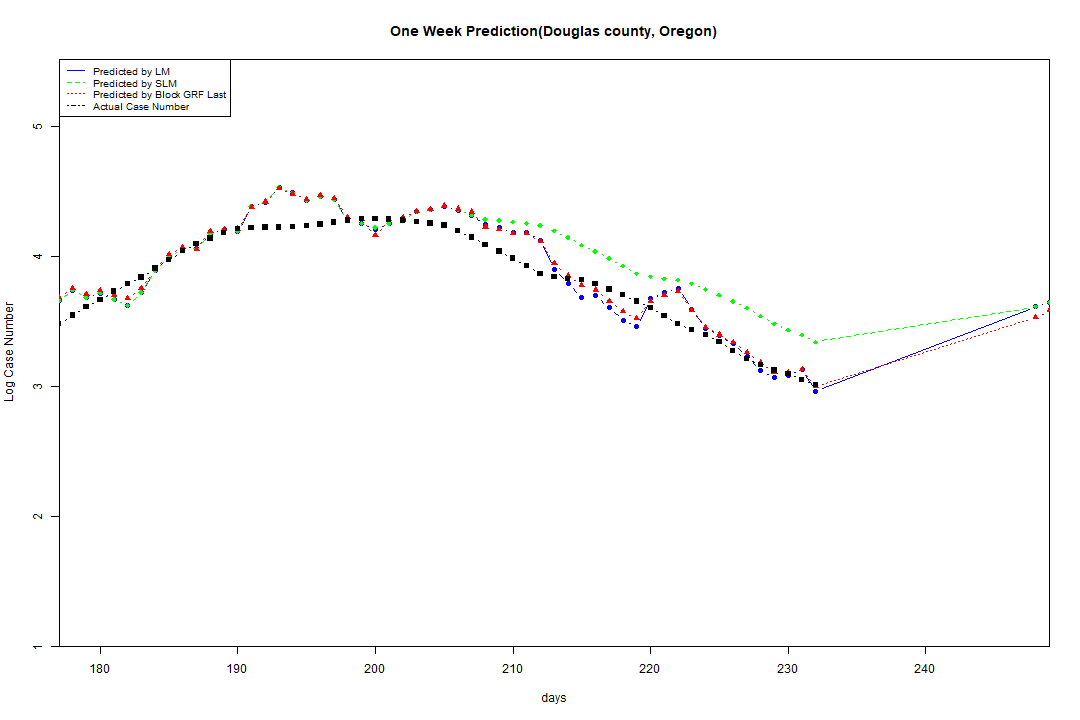 One Week Prediction(Douglas county, Oregon)
Predicted by LM
Predicted by SLM
Predicted by Block GRF Last
Actual Case Number
5
4
3
2
1
Log Case Number
180 190 200 210 220 230 240
days